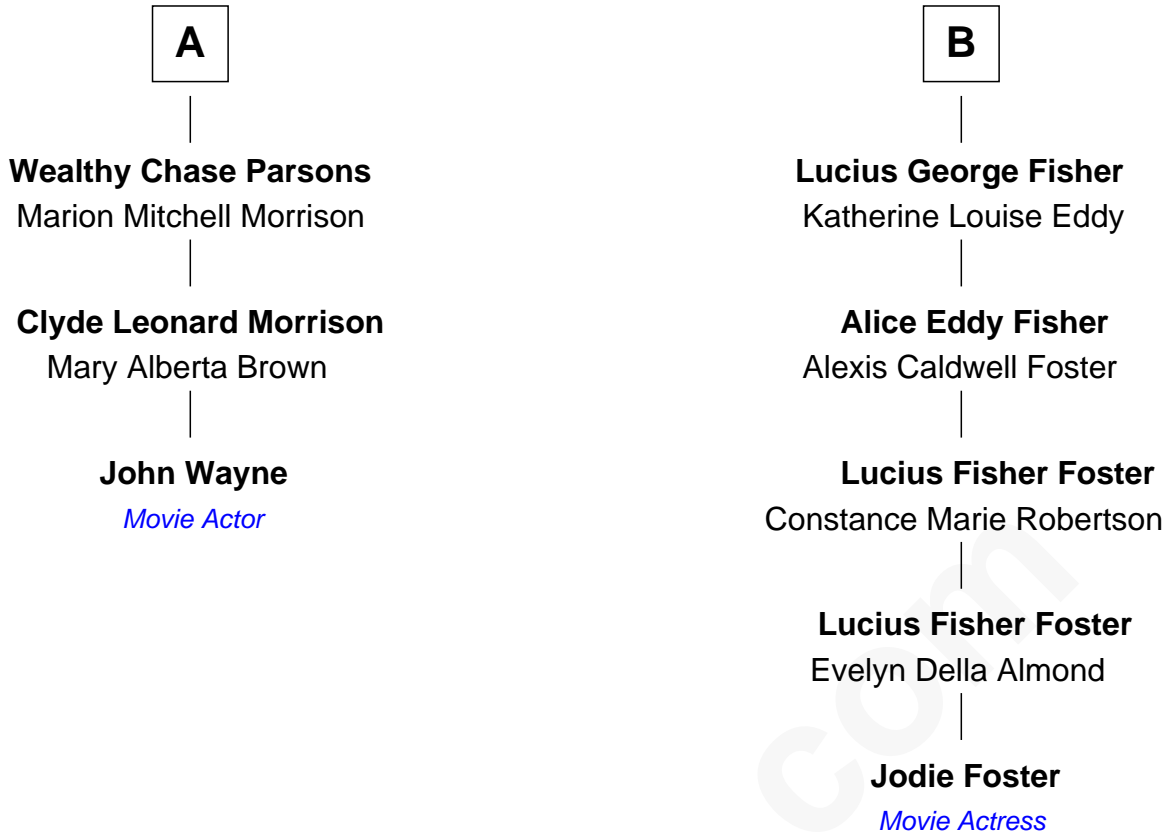 A
Wealthy Chase Parsons
Marion Mitchell Morrison
Clyde Leonard Morrison
Mary Alberta Brown
John Wayne
Movie Actor
B
Lucius George Fisher
Katherine Louise Eddy
Alice Eddy Fisher
Alexis Caldwell Foster
Lucius Fisher Foster
Constance Marie Robertson
Lucius Fisher Foster
Evelyn Della Almond
Jodie Foster
Movie Actress
com